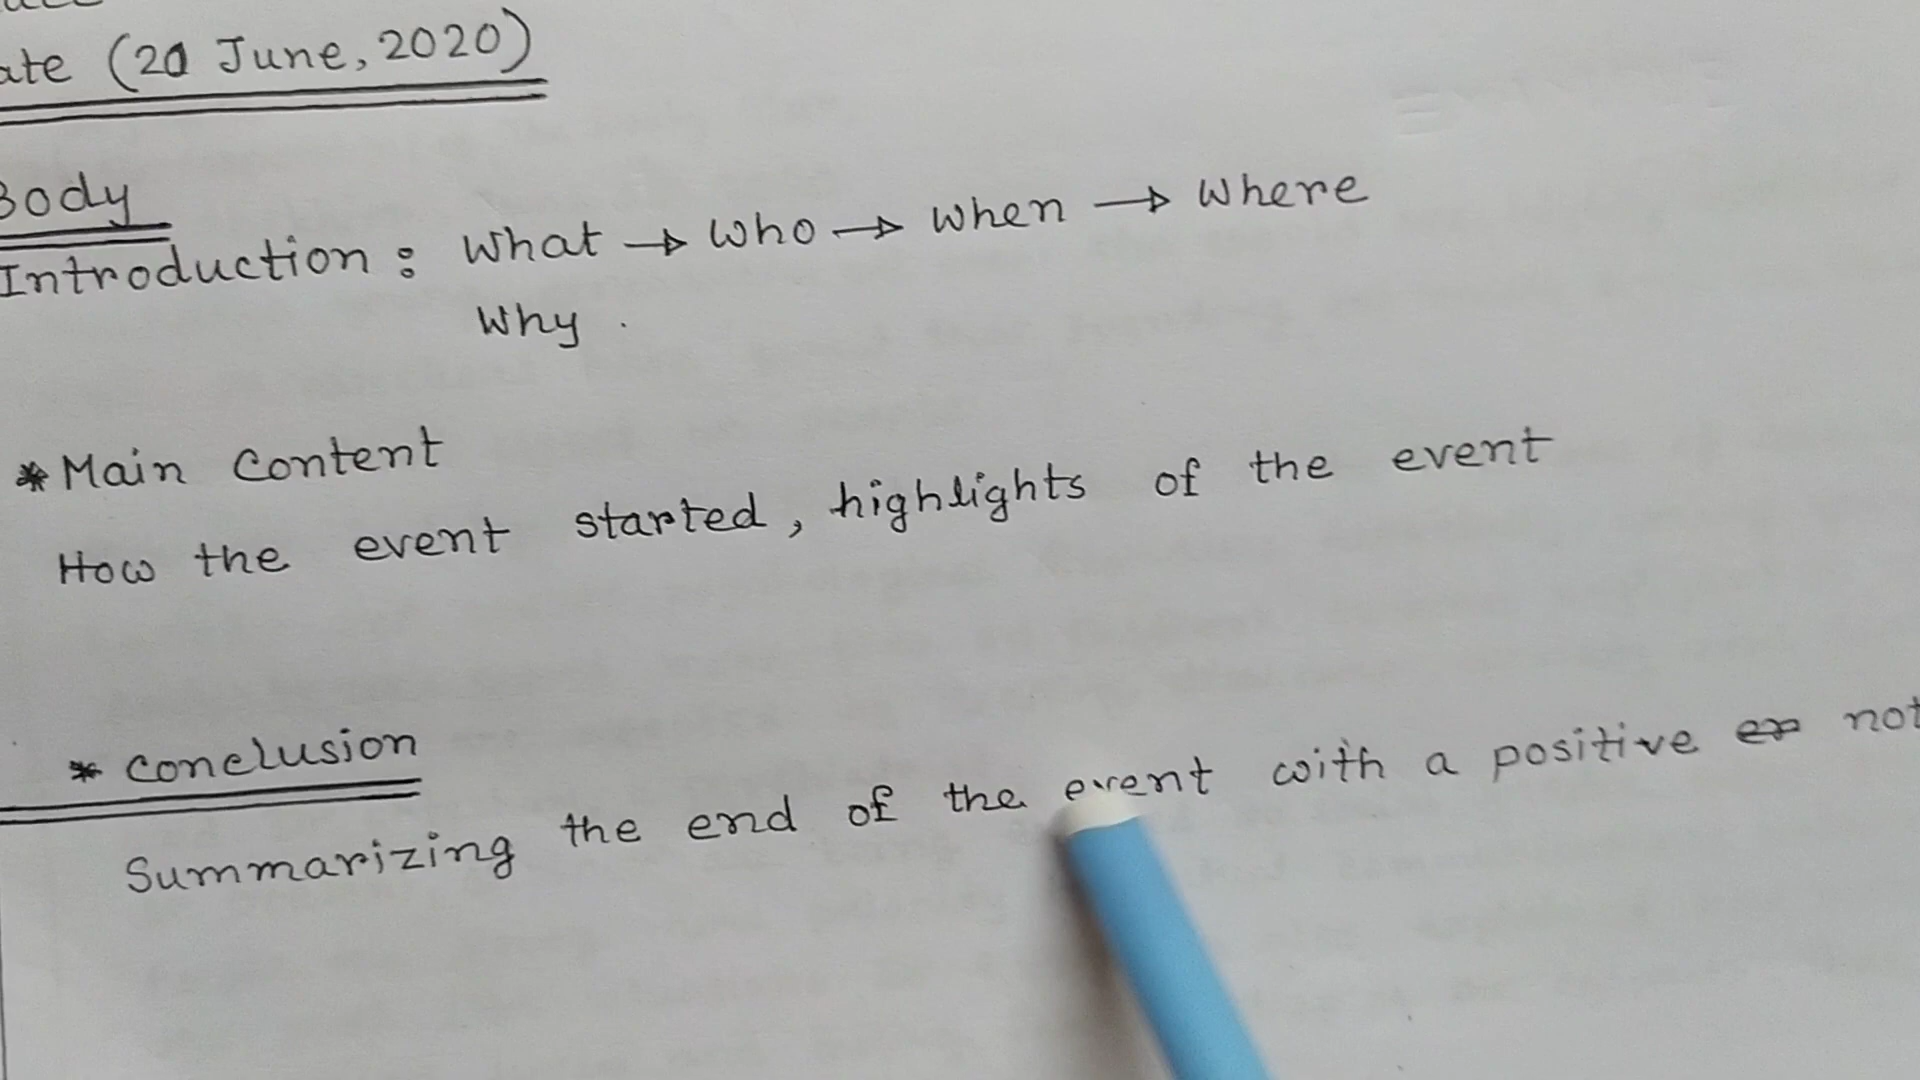 ate (20 June, 2020)
Body
Introduction : What → Who → When → Where
Why .
* Main Content
How the event started, highlights of the event
* Conclusion
Summarizing the end of the event with a positive not